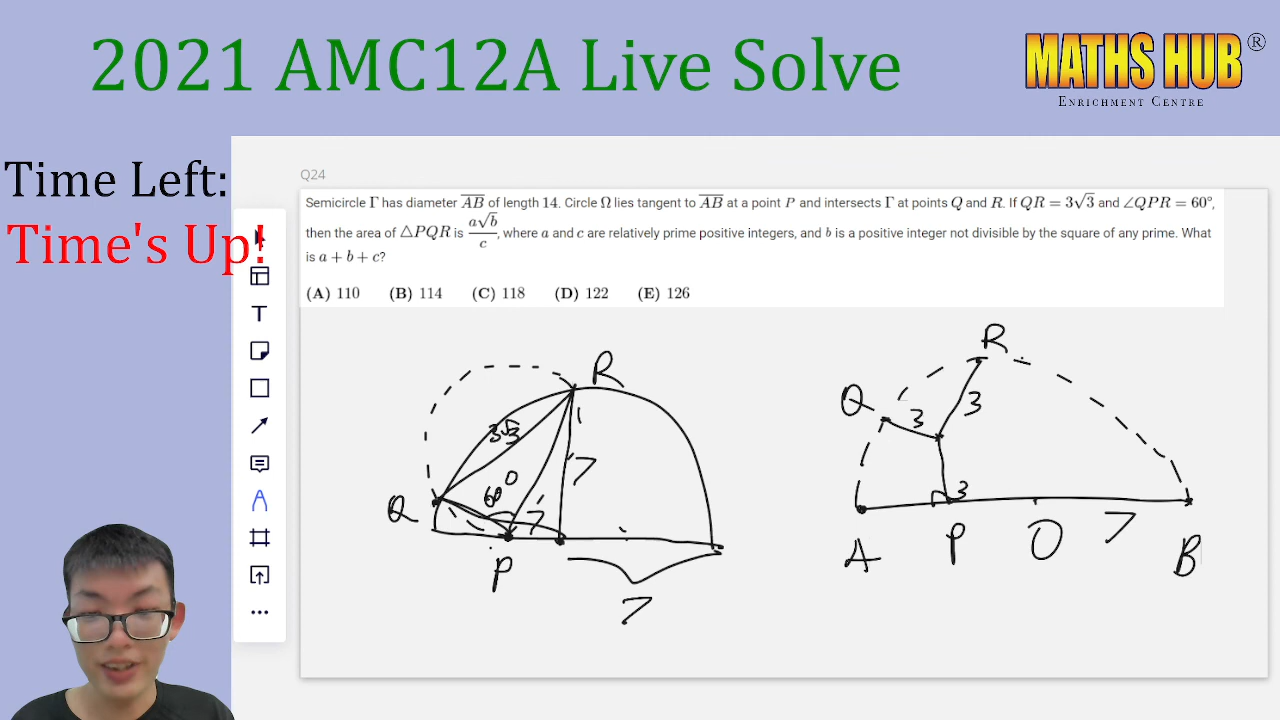 2021 AMC12A Live Solve
MATHS HUB®
ENRICHMENT CENTRE
Time Left:
Time's Up!
Q24
Semicircle Γ has diameter \overline{AB} of length 14. Circle Ω lies tangent to \overline{AB} at a point P and intersects Γ at points Q and R. If QR = 3√3 and ∠QPR = 60°,
then the area of △PQR is a√b/c, where a and c are relatively prime positive integers, and b is a positive integer not divisible by the square of any prime. What
is a + b + c?
(A) 110 (B) 114 (C) 118 (D) 122 (E) 126
T
R
3√3
60°
7
7
Q
P
7
R
Q
3
3
3
A
P
O
7
B